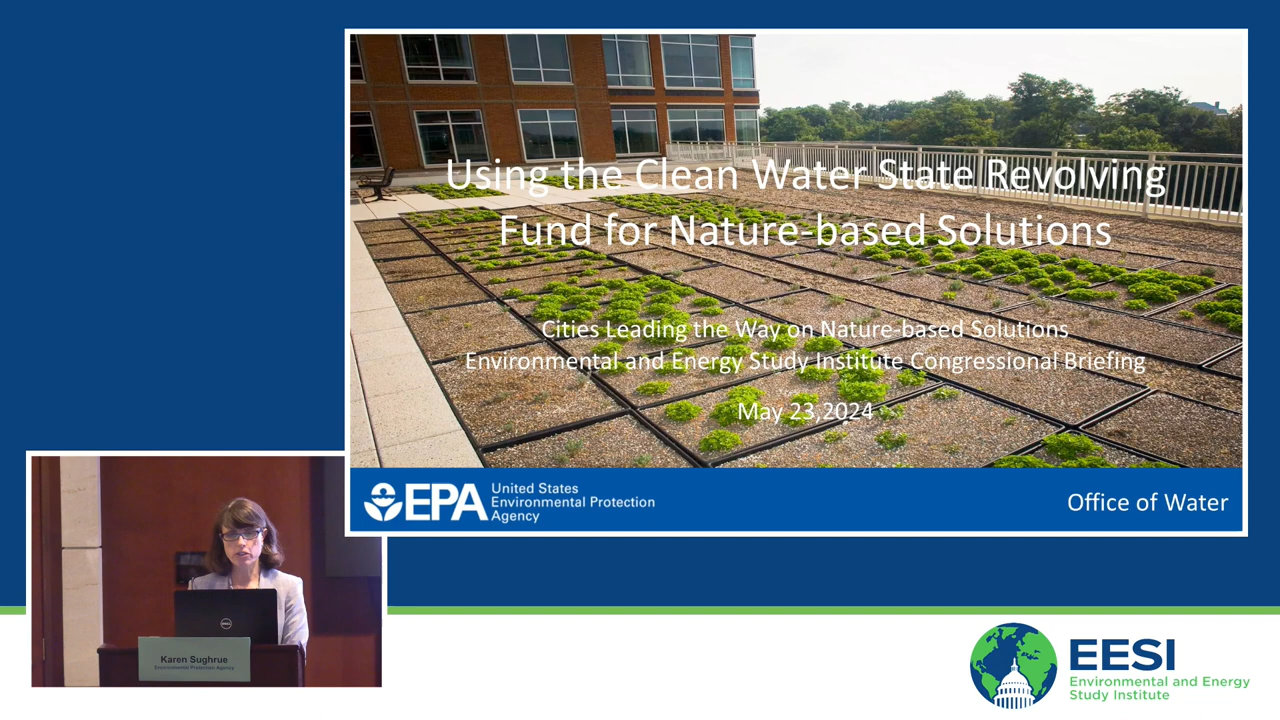 Using the Clean Water State Revolving
Fund for Nature-based Solutions
Cities Leading the Way on Nature-based Solutions
Environmental and Energy Study Institute Congressional Briefing
May 23,2024
EPA
United States
Environmental Protection
Agency
Office of Water
DELL
Karen Sughrue
Environmental Protection Agency
EESI
Environmental and Energy
Study Institute